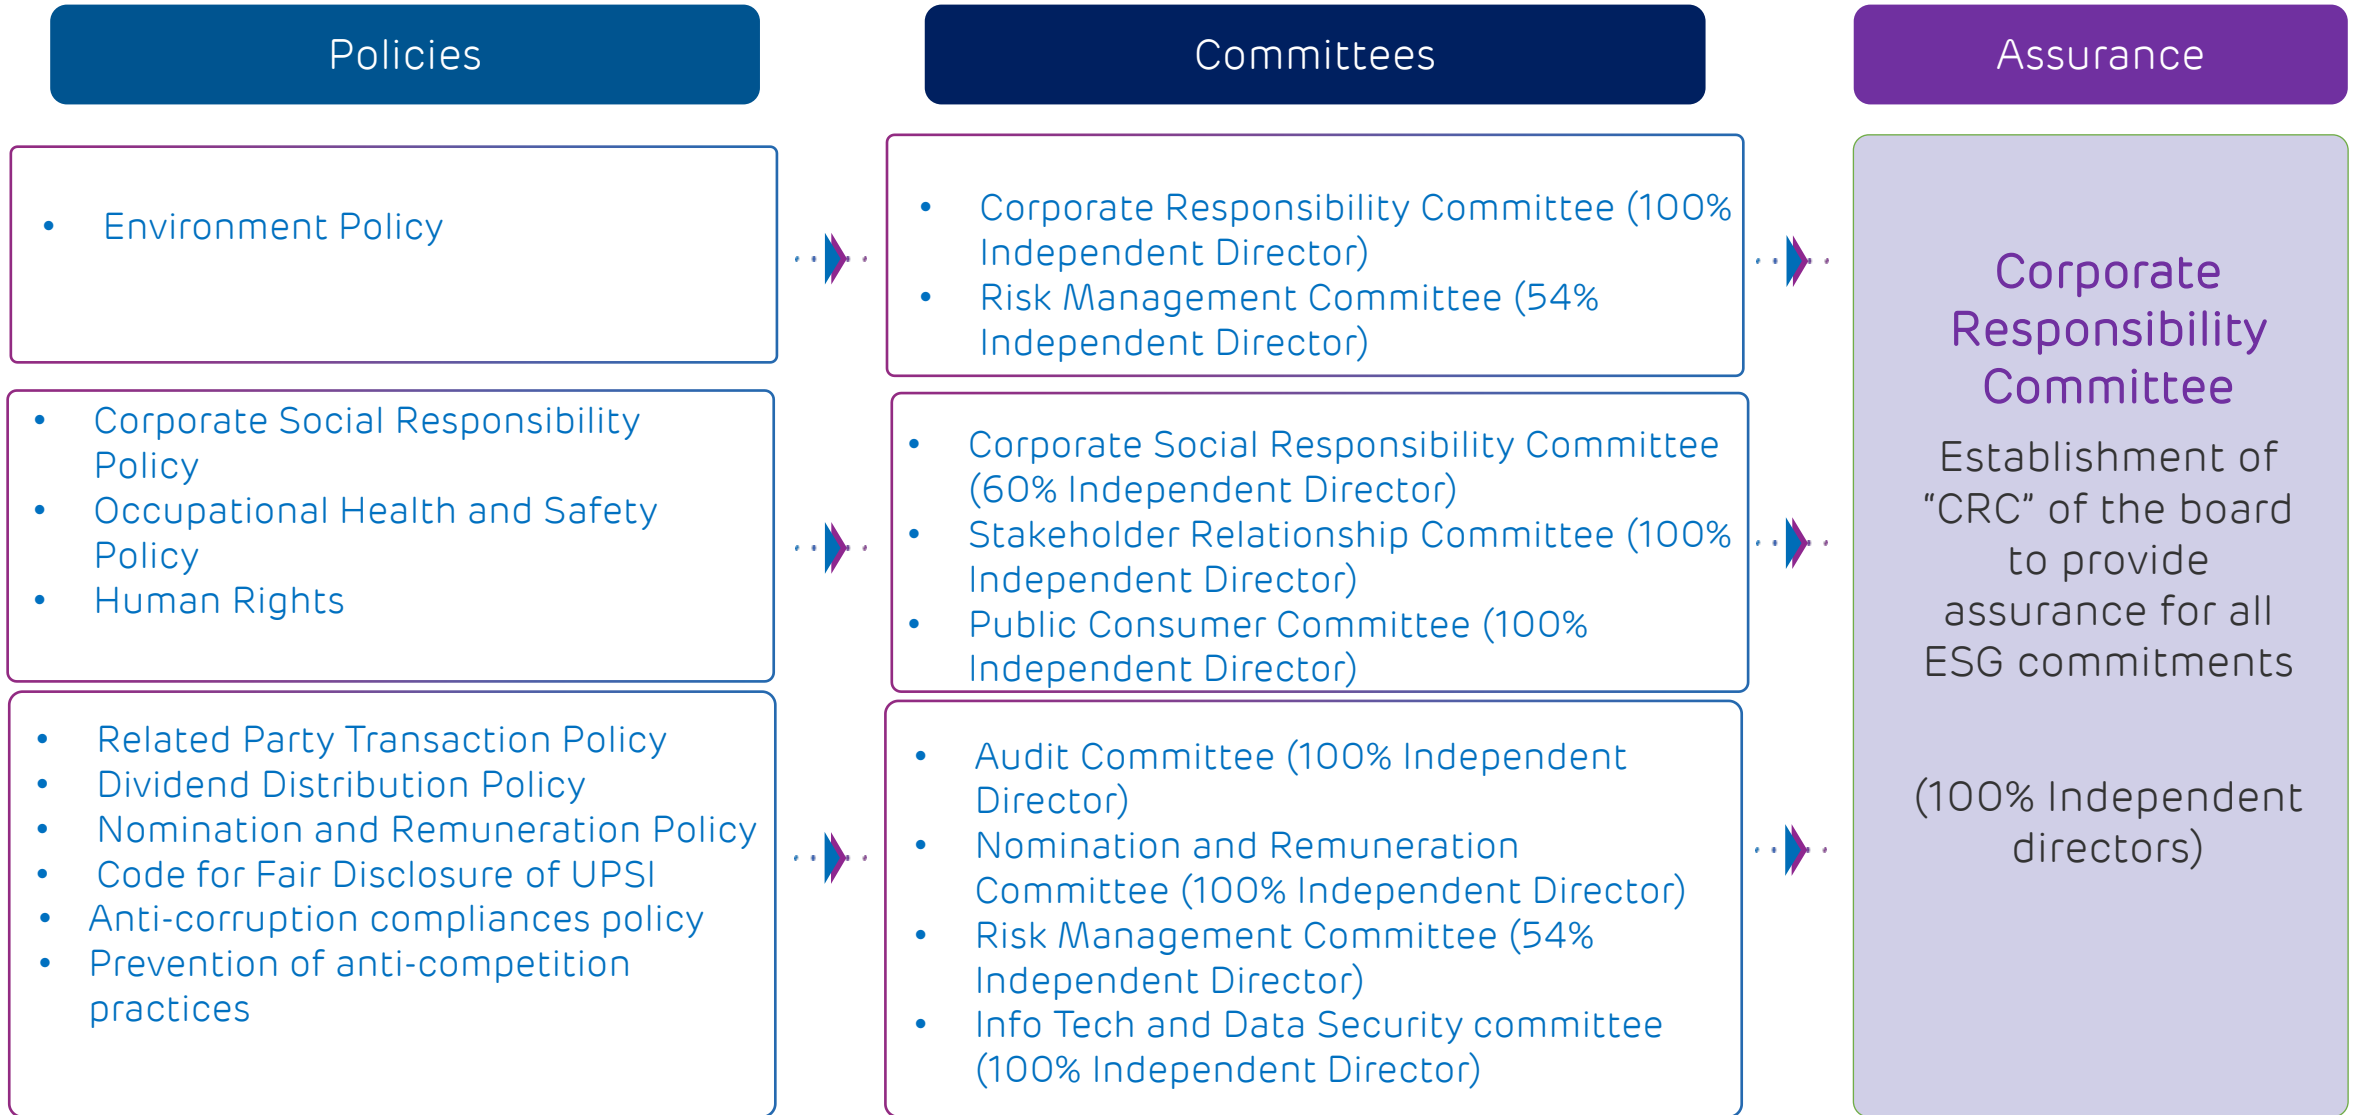 Policies
Committees
Assurance
• Environment Policy
• Corporate Responsibility Committee (100%
Independent Director)
• Risk Management Committee (54%
Independent Director)
• Corporate Social Responsibility
Policy
• Occupational Health and Safety
Policy
• Human Rights
• Corporate Social Responsibility Committee
(60% Independent Director)
• Stakeholder Relationship Committee (100%
Independent Director)
• Public Consumer Committee (100%
Independent Director)
• Related Party Transaction Policy
• Dividend Distribution Policy
• Nomination and Remuneration Policy
• Code for Fair Disclosure of UPSI
• Anti-corruption compliances policy
• Prevention of anti-competition
practices
• Audit Committee (100% Independent
Director)
• Nomination and Remuneration
Committee (100% Independent Director)
• Risk Management Committee (54%
Independent Director)
• Info Tech and Data Security committee
(100% Independent Director)
Corporate
Responsibility
Committee
Establishment of
“CRC” of the board
to provide
assurance for all
ESG commitments
(100% Independent
directors)